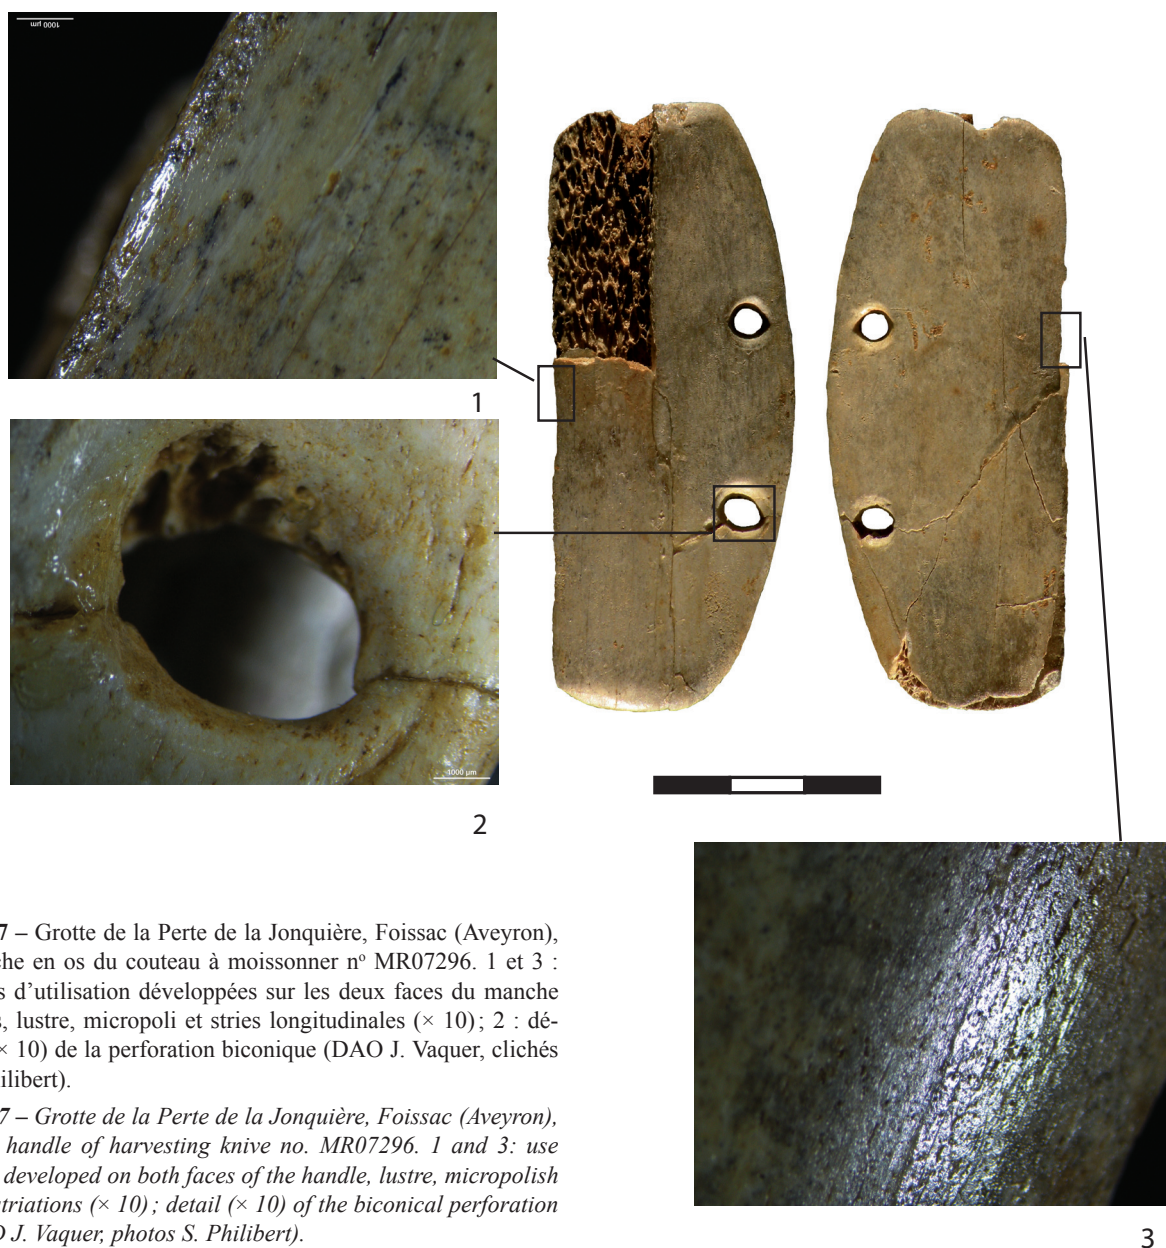 1000 µm
1
1000 µm
2
3
7 – Grotte de la Perte de la Jonquière, Foissac (Aveyron),
che en os du couteau à moissonner nº MR07296. 1 et 3 :
s d’utilisation développées sur les deux faces du manche
s, lustre, micropoli et stries longitudinales (× 10) ; 2 : dé-
× 10) de la perforation biconique (DAO J. Vaquer, clichés
hilibert).
7 – Grotte de la Perte de la Jonquière, Foissac (Aveyron),
handle of harvesting knive no. MR07296. 1 and 3: use
developed on both faces of the handle, lustre, micropolish
striations (× 10) ; detail (× 10) of the biconical perforation
O J. Vaquer, photos S. Philibert).